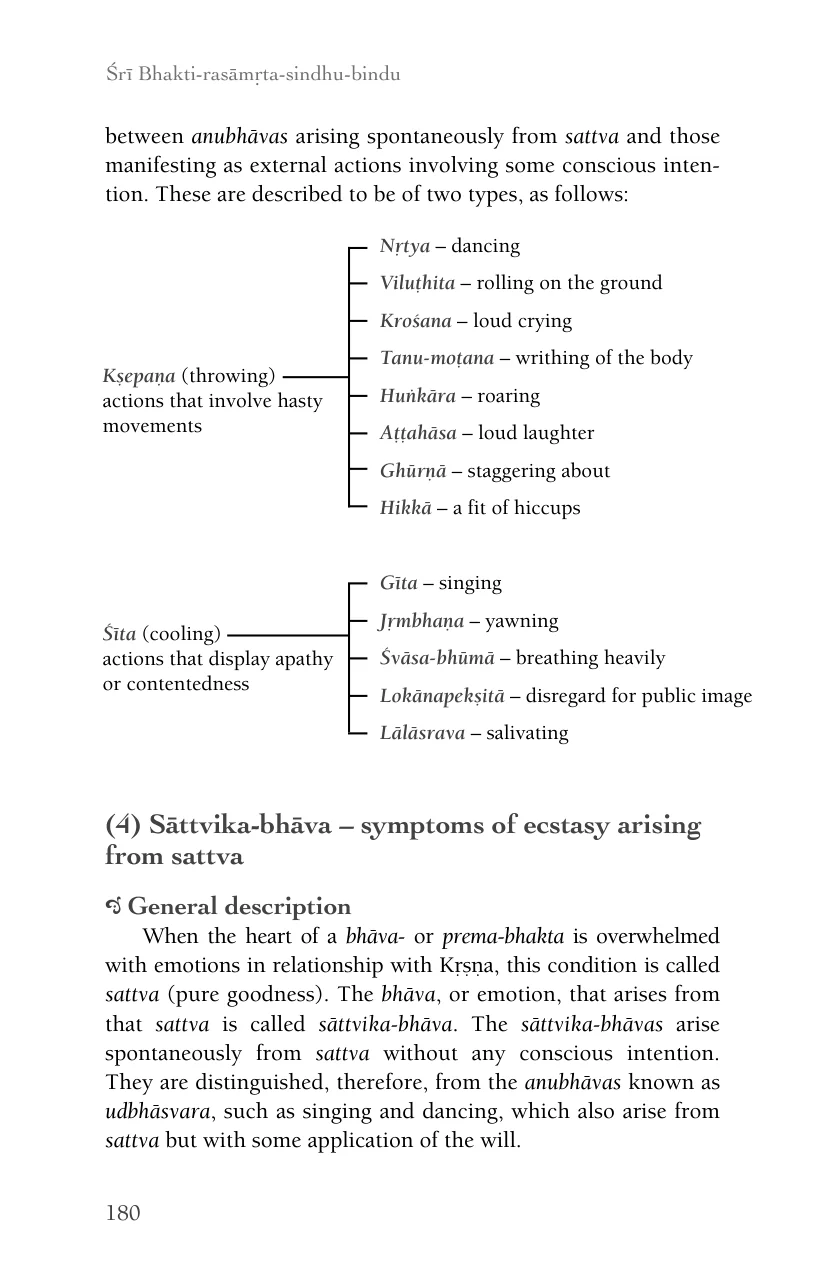 Śrī Bhakti-rasāmṛta-sindhu-bindu
between anubhāvas arising spontaneously from sattva and those
manifesting as external actions involving some conscious inten-
tion. These are described to be of two types, as follows:
Nṛtya – dancing
Viluṭhita – rolling on the ground
Krośana – loud crying
Tanu-moṭana – writhing of the body
Kṣepaṇa (throwing)
actions that involve hasty
movements
Huṅkāra – roaring
Aṭṭahāsa – loud laughter
Ghūrṇā – staggering about
Hikkā – a fit of hiccups
Gīta – singing
Jṛmbhaṇa – yawning
Śīta (cooling)
actions that display apathy
or contentedness
Śvāsa-bhūmā – breathing heavily
Lokānapekṣitā – disregard for public image
Lālāsrava – salivating
(4) Sāttvika-bhāva – symptoms of ecstasy arising
from sattva
General description
When the heart of a bhāva- or prema-bhakta is overwhelmed
with emotions in relationship with Kṛṣṇa, this condition is called
sattva (pure goodness). The bhāva, or emotion, that arises from
that sattva is called sāttvika-bhāva. The sāttvika-bhāvas arise
spontaneously from sattva without any conscious intention.
They are distinguished, therefore, from the anubhāvas known as
udbhāsvara, such as singing and dancing, which also arise from
sattva but with some application of the will.
180